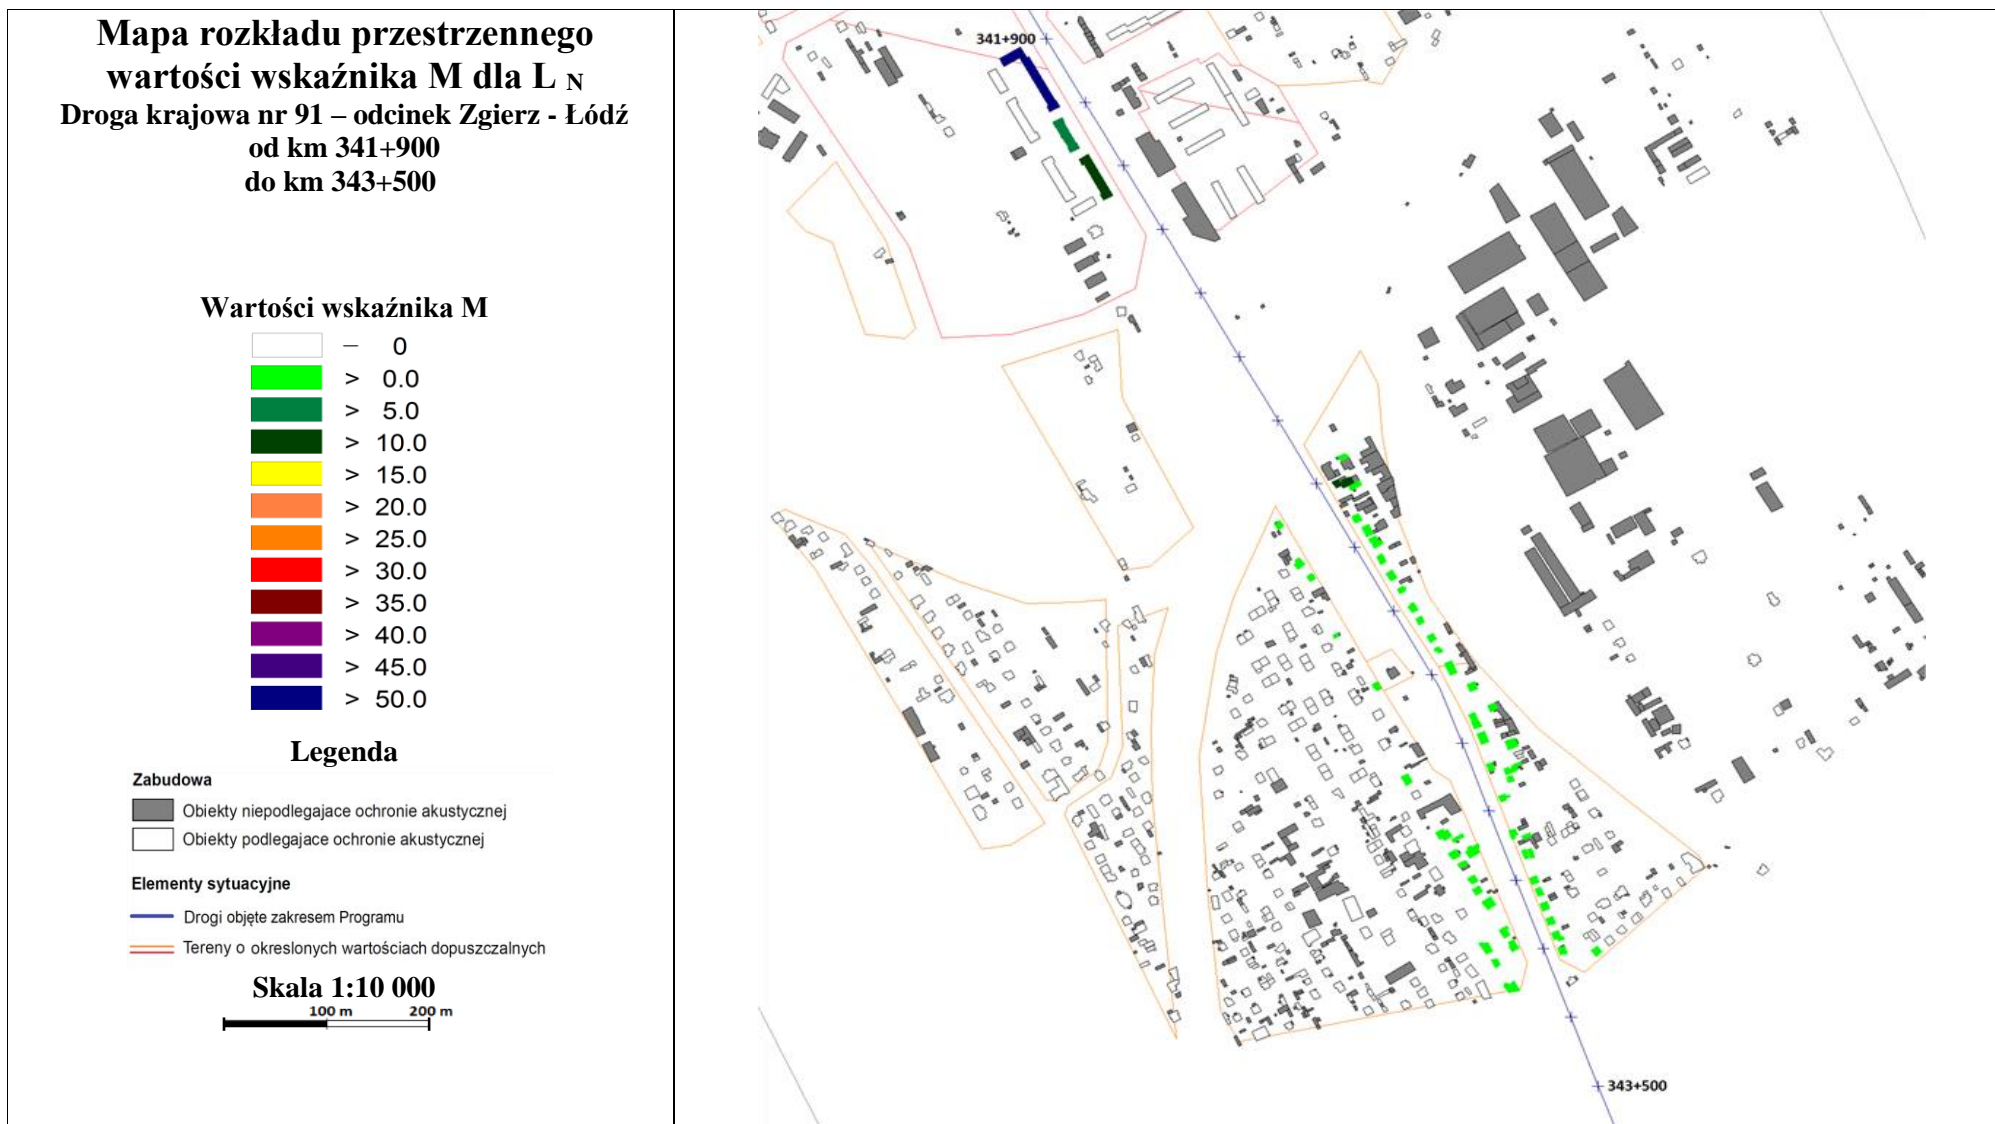 Mapa rozkładu przestrzennego
wartości wskaźnika M dla L N
Droga krajowa nr 91 – odcinek Zgierz - Łódź
od km 341+900
do km 343+500
Wartości wskaźnika M
– 0
> 0.0
> 5.0
> 10.0
> 15.0
> 20.0
> 25.0
> 30.0
> 35.0
> 40.0
> 45.0
> 50.0
Legenda
Zabudowa
Obiekty niepodlegajace ochronie akustycznej
Obiekty podlegajace ochronie akustycznej
Elementy sytuacyjne
Drogi objęte zakresem Programu
Tereny o okreslonych wartościach dopuszczalnych
Skala 1:10 000
100 m 200 m
341+900
343+500